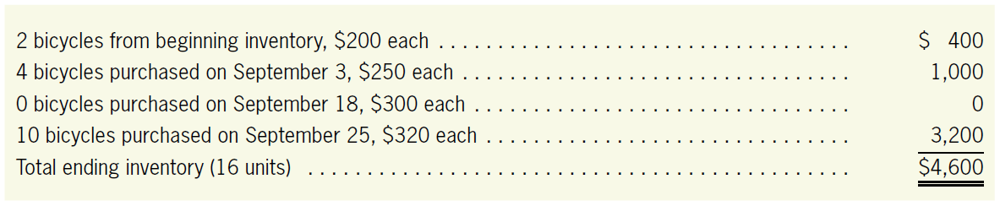 2 bicycles from beginning inventory, $200 each . . . . . . . . . . . . . . . . . . . . . . . . . . . . . . . . . . . $ 400
4 bicycles purchased on September 3, $250 each . . . . . . . . . . . . . . . . . . . . . . . . . . . . . . . . . 1,000
0 bicycles purchased on September 18, $300 each . . . . . . . . . . . . . . . . . . . . . . . . . . . . . . . . 0
10 bicycles purchased on September 25, $320 each . . . . . . . . . . . . . . . . . . . . . . . . . . . . . . . 3,200
Total ending inventory (16 units) . . . . . . . . . . . . . . . . . . . . . . . . . . . . . . . . . . . . . . . . . . . . . . $4,600